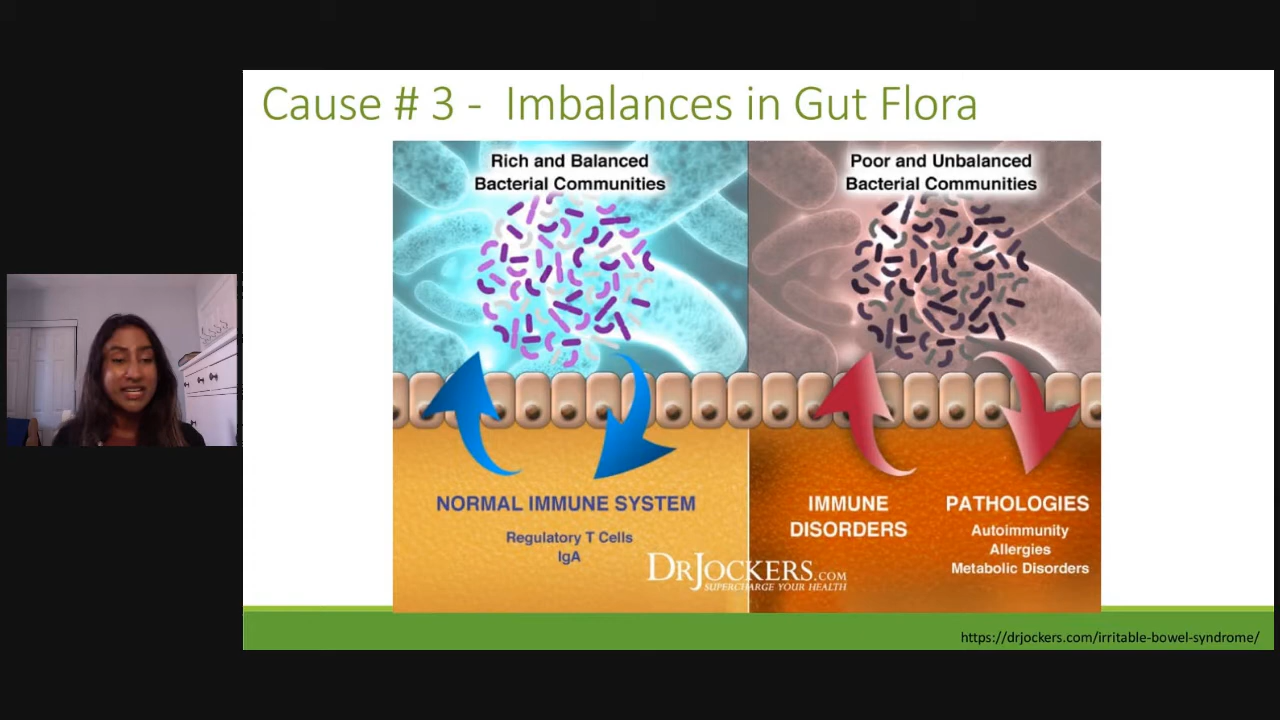 Cause # 3 - Imbalances in Gut Flora
Rich and Balanced
Bacterial Communities
Poor and Unbalanced
Bacterial Communities
NORMAL IMMUNE SYSTEM
Regulatory T Cells
IgA
IMMUNE
DISORDERS
PATHOLOGIES
Autoimmunity
Allergies
Metabolic Disorders
DRJOCKERS.COM
SUPERCHARGE YOUR HEALTH
https://drjockers.com/irritable-bowel-syndrome/